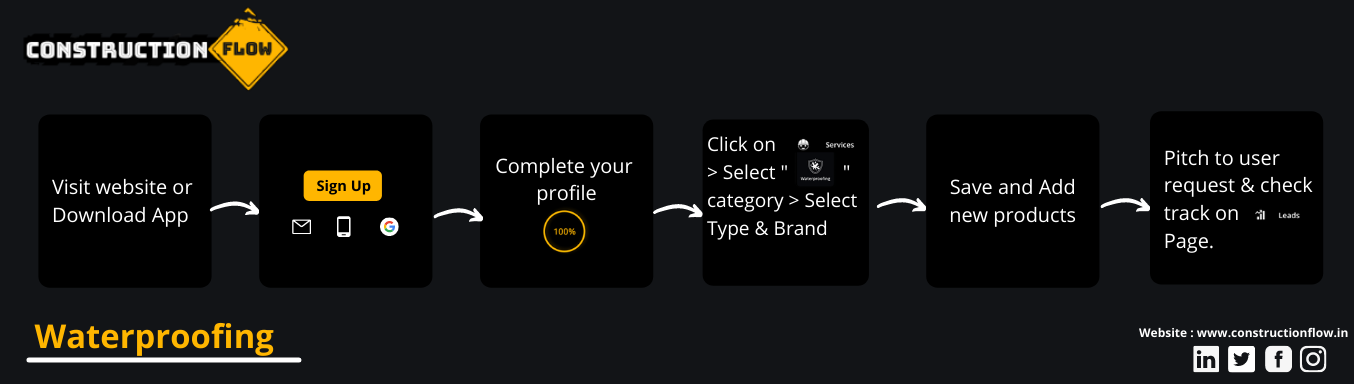 CONSTRUCTION FLOW
Visit website or
Download App
Sign Up
Complete your
profile
100%
Click on Services
> Select " Waterproofing "
category > Select
Type & Brand
Save and Add
new products
Pitch to user
request & check
track on Leads
Page.
Waterproofing
Website : www.constructionflow.in